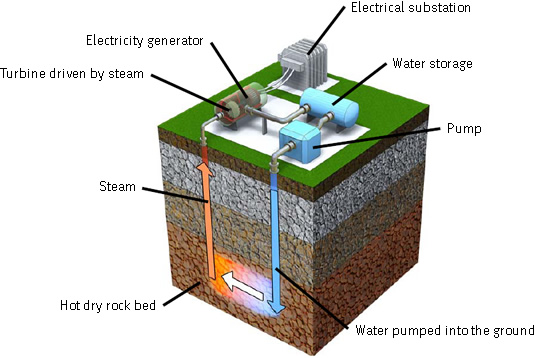 Electrical substation
Electricity generator
Water storage
Turbine driven by steam
Pump
Steam
Hot dry rock bed
Water pumped into the ground